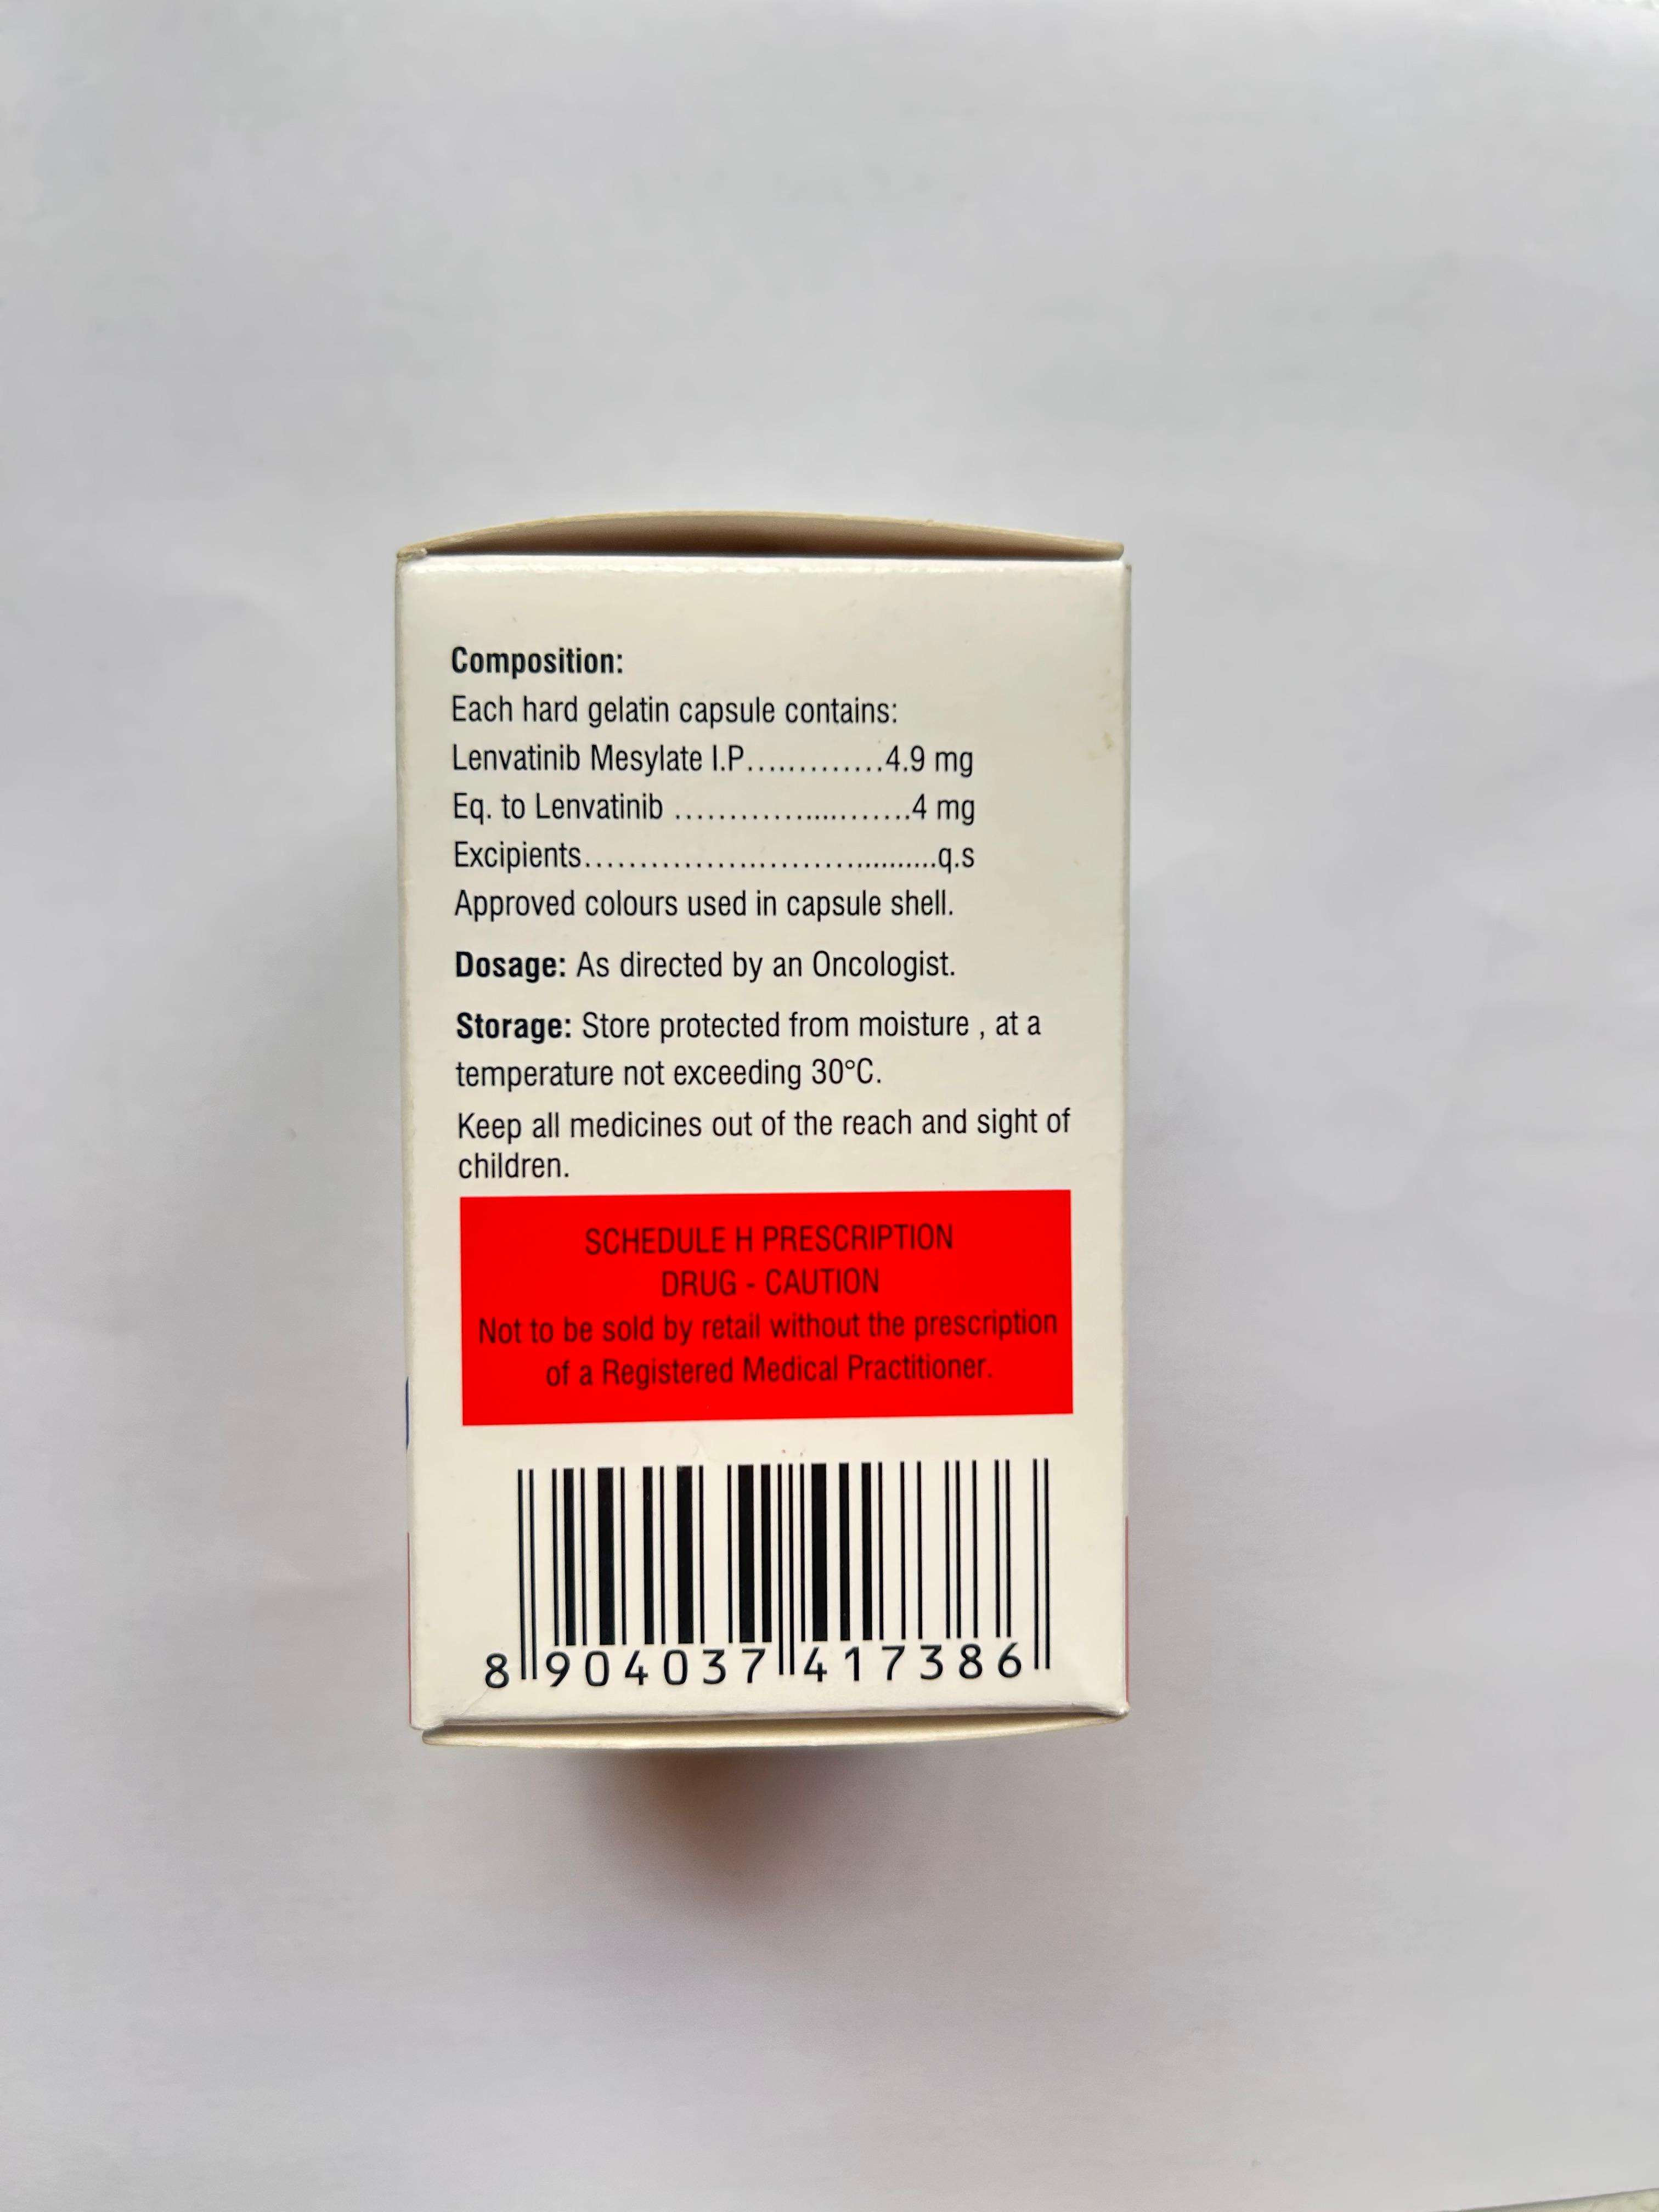 Composition:
Each hard gelatin capsule contains:
Lenvatinib Mesylate I.P..............4.9 mg
Eq. to Lenvatinib ........................4 mg
Excipients.....................................q.s
Approved colours used in capsule shell.
Dosage: As directed by an Oncologist.
Storage: Store protected from moisture , at a
temperature not exceeding 30°C.
Keep all medicines out of the reach and sight of
children.
SCHEDULE H PRESCRIPTION
DRUG - CAUTION
Not to be sold by retail without the prescription
of a Registered Medical Practitioner.
8 904037 417386